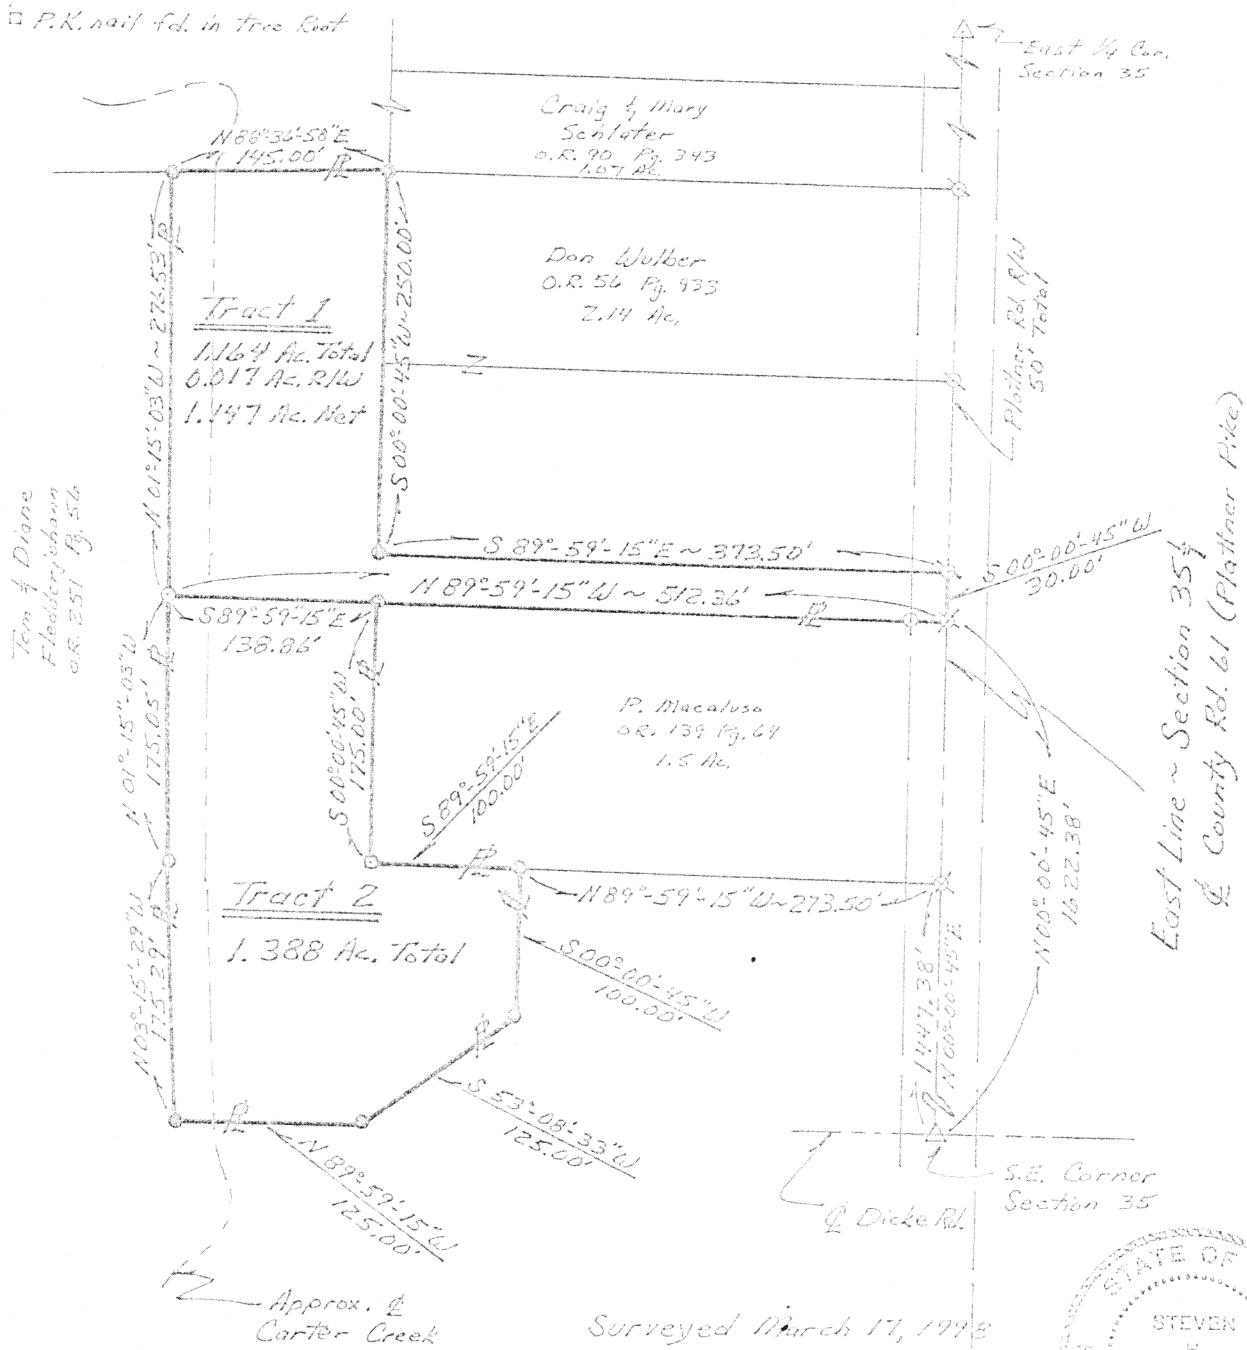 P.K. nail fd. in tree Root
East 1/4 Cor.
Section 35
Craig & Mary
Schlater
O.R. 90 Pg. 343
1.07 Ac.
N 88°-36'-58"E
145.00'
Don Wulber
O.R. 56 Pg. 933
2.14 Ac.
Plattner Rd. R/W
50' Total
N 01°-15'-03"W ~ 276.53'
Tract 1
1.164 Ac. Total
0.017 Ac. R/W
1.147 Ac. Net
S 00°-00'-45"W ~ 250.00'
Tom & Diane
O.R. 251 Pg. 56
S 89°-59'-15"E ~ 373.50'
S 00°-00'-45"W
30.00'
N 89°-59'-15"W ~ 512.36'
S 89°-59'-15"E
138.86'
East Line ~ Section 35 &
℄ County Rd. 61 (Plattner Pike)
N 01°-15'-03"W
175.05'
S 00°-00'-45"W
175.00'
S 89°-59'-15"E
100.00'
P. Macaluso
O.R. 139 Pg. 64
1.5 Ac.
N 00°-00'-45"E
1622.38'
Tract 2
1.388 Ac. Total
N 89°-59'-15"W ~ 273.50'
N 03°-15'-29"W
175.29'
S 00°-00'-45"W
100.00'
1447.38'
N 00°-00'-45"E
S 53°-08'-33"W
125.00'
N 89°-59'-15"W
125.00'
S.E. Corner
Section 35
℄ Dicke Rd.
Approx. ℄
Carter Creek
Surveyed March 17, 1998
STATE OF
STEVEN
H